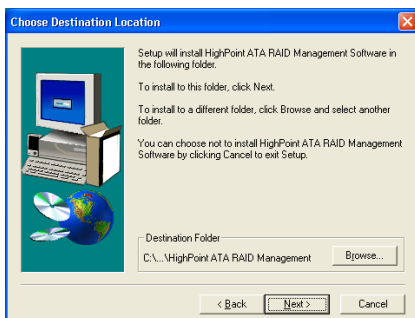 Choose Destination Location
Setup will install HighPoint ATA RAID Management Software in
the following folder.
To install to this folder, click Next.
To install to a different folder, click Browse and select another
folder.
You can choose not to install HighPoint ATA RAID Management
Software by clicking Cancel to exit Setup.
Destination Folder
C:\...\HighPoint ATA RAID Management
Browse...
< Back
Next >
Cancel